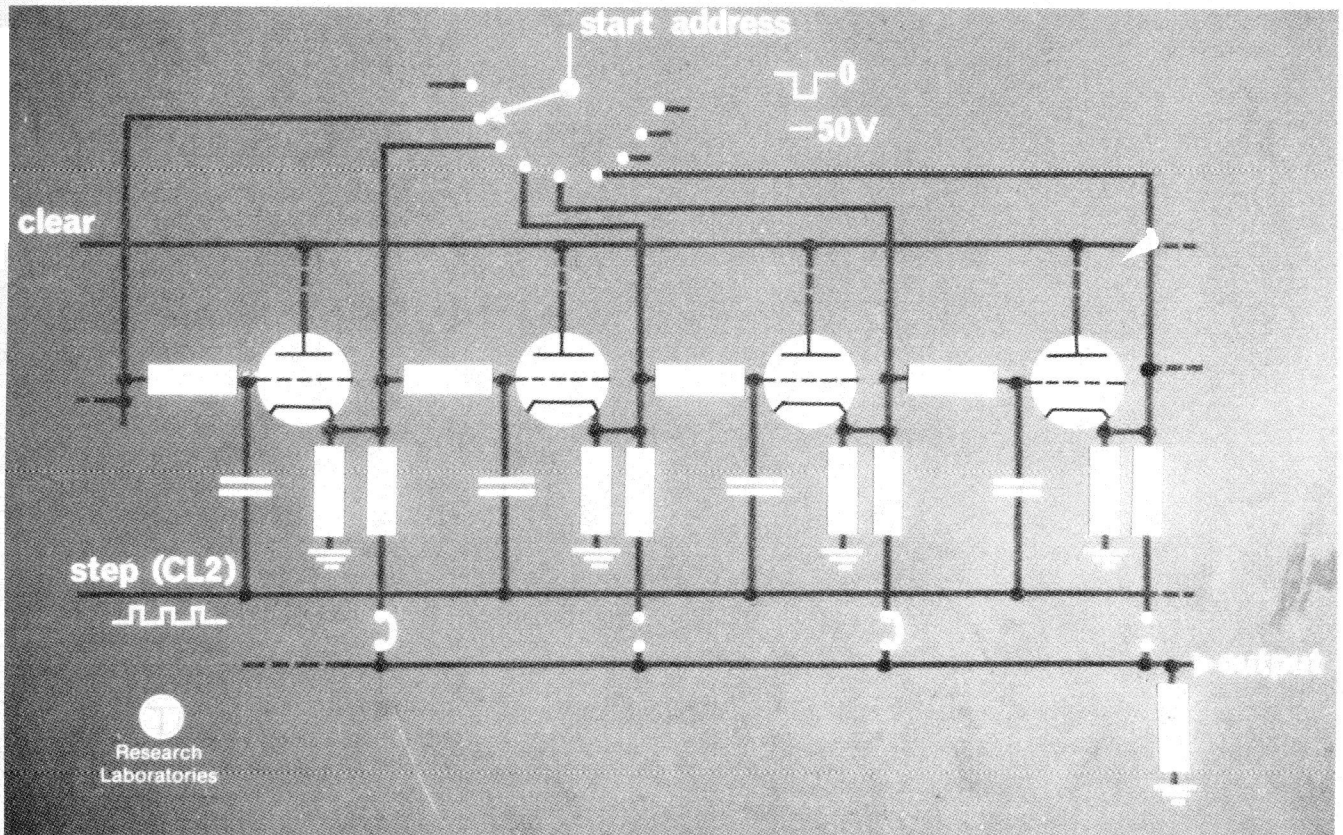 start address
0
−50V
clear
step (CL2)
output
Research
Laboratories